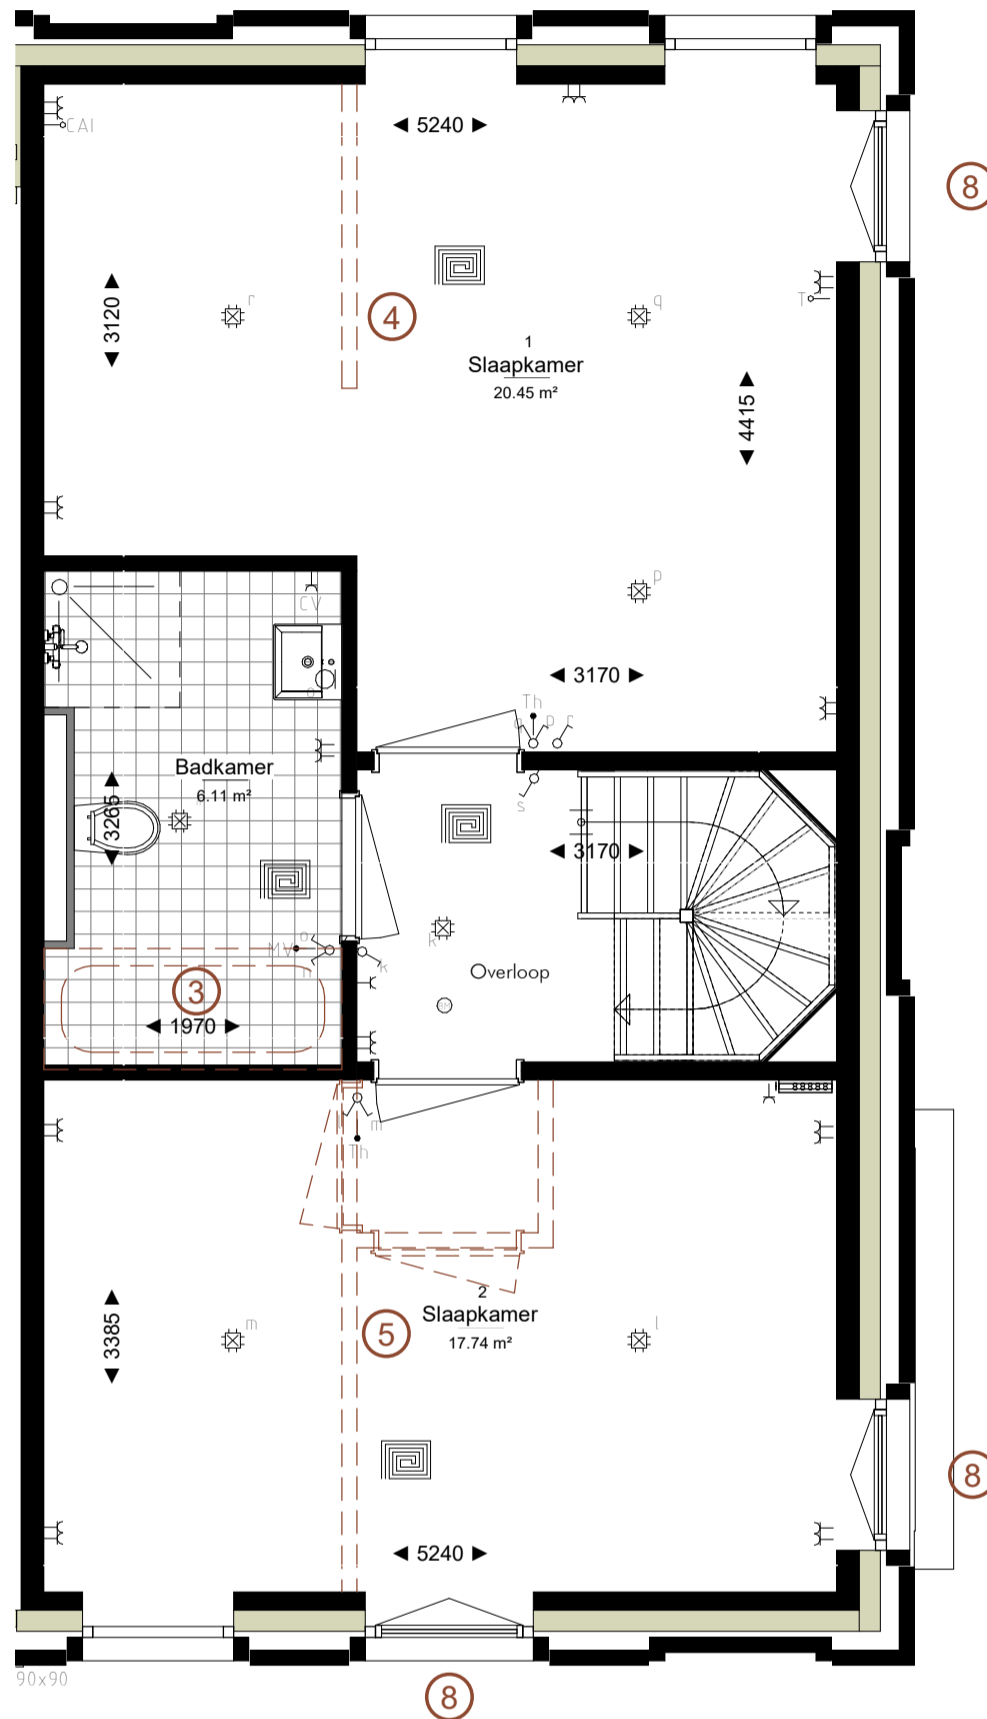 5240
CAI
8
T
r
q
4
3120
1
Slaapkamer
20.45 m²
4415
p
CV
3170
Th
q p r
s
Badkamer
6.11 m²
3265
3170
k
MV
o
n
k
Overloop
3
1970
m
Th
2
Slaapkamer
17.74 m²
5
3385
m
l
8
5240
90x90
8